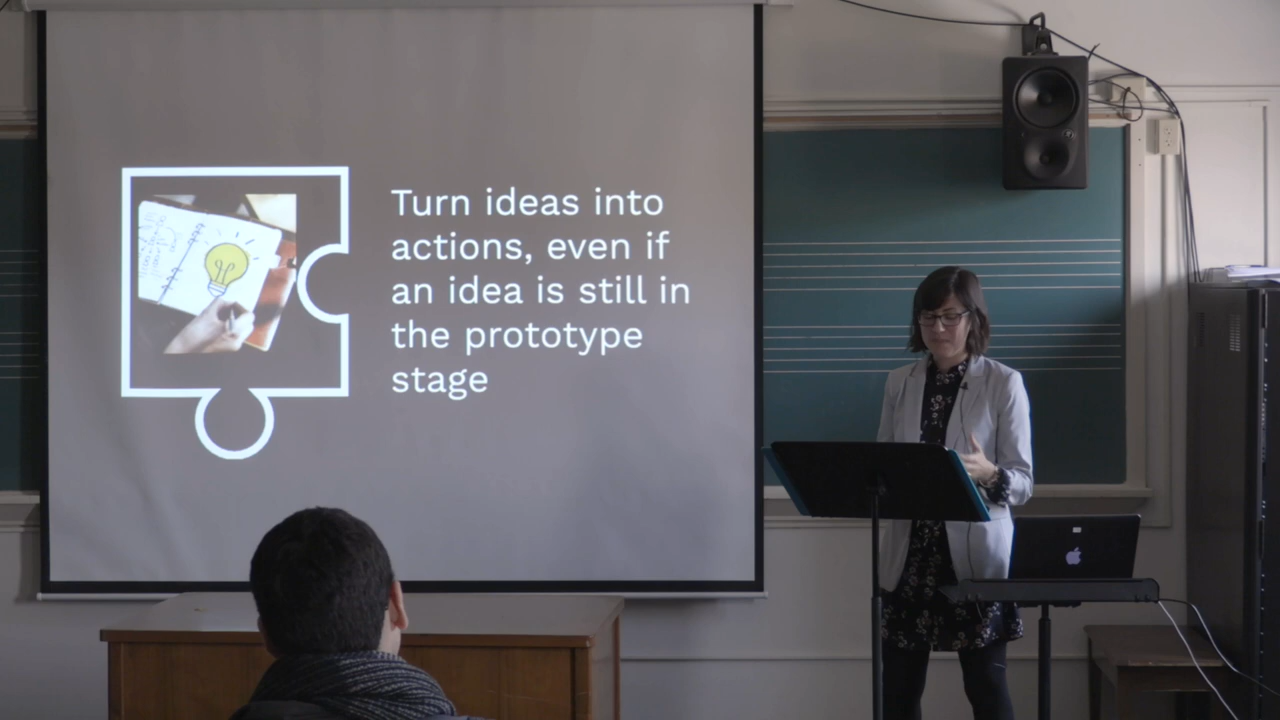 Turn ideas into
actions, even if
an idea is still in
the prototype
stage